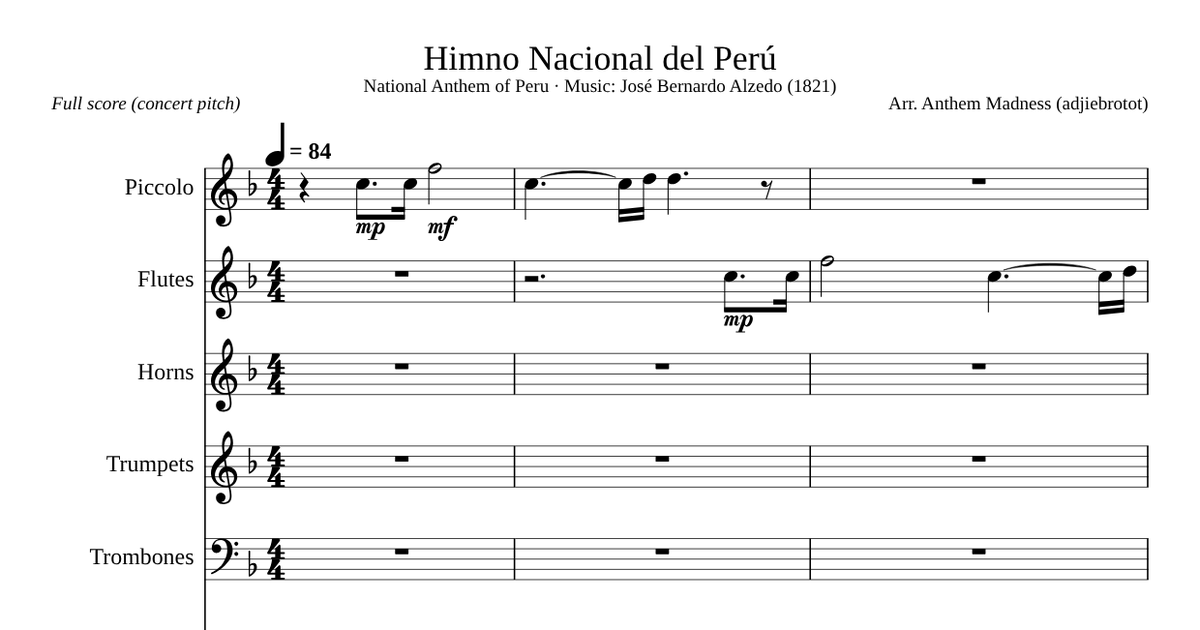 Himno Nacional del Perú
National Anthem of Peru · Music: José Bernardo Alzedo (1821)
Full score (concert pitch)
Arr. Anthem Madness (adjiebrotot)
= 84
Piccolo
mp mf
Flutes
mp
Horns
Trumpets
Trombones